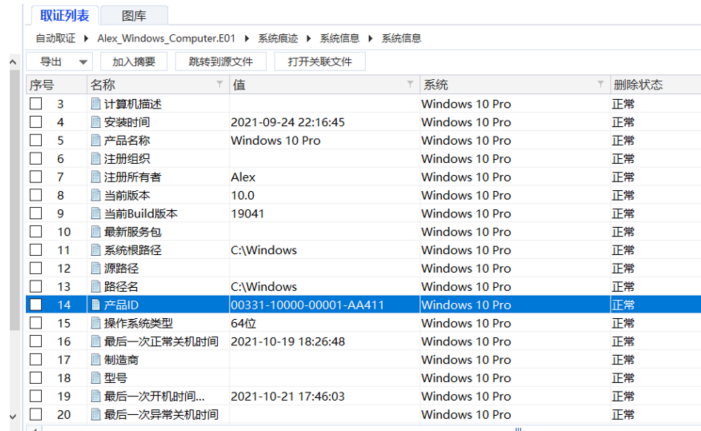 取证列表 图库
自动取证 Alex_Windows_Computer.E01 系统痕迹 系统信息 系统信息
导出 加入摘要 跳转到源文件 打开关联文件
序号 名称 值 系统 删除状态
3 计算机描述 Windows 10 Pro 正常
4 安装时间 2021-09-24 22:16:45 Windows 10 Pro 正常
5 产品名称 Windows 10 Pro Windows 10 Pro 正常
6 注册组织 Windows 10 Pro 正常
7 注册所有者 Alex Windows 10 Pro 正常
8 当前版本 10.0 Windows 10 Pro 正常
9 当前Build版本 19041 Windows 10 Pro 正常
10 最新服务包 Windows 10 Pro 正常
11 系统根路径 C:\Windows Windows 10 Pro 正常
12 源路径 Windows 10 Pro 正常
13 路径名 C:\Windows Windows 10 Pro 正常
14 产品ID 00331-10000-00001-AA411 Windows 10 Pro 正常
15 操作系统类型 64位 Windows 10 Pro 正常
16 最后一次正常关机时间 2021-10-19 18:26:48 Windows 10 Pro 正常
17 制造商 Windows 10 Pro 正常
18 型号 Windows 10 Pro 正常
19 最后一次开机时间... 2021-10-21 17:46:03 Windows 10 Pro 正常
20 最后一次异常关机时间 Windows 10 Pro 正常